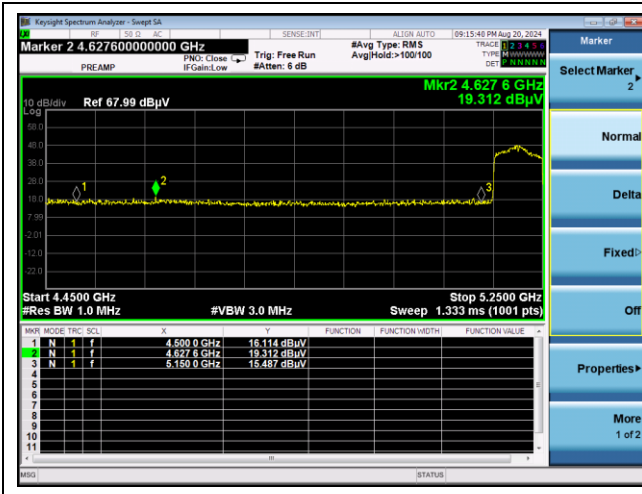 Keysight Spectrum Analyzer - Swept SA
RF 50 Ω AC SENSE:INT ALIGN AUTO 09:15:40 PM Aug 20, 2024
Marker 2 4.627600000000 GHz
PREAMP
PNO: Close
IFGain:Low
Trig: Free Run
#Atten: 6 dB
#Avg Type: RMS
Avg|Hold:>100/100
TRACE 1 2 3 4 5 6
TYPE M W W W W W
DET P N N N N N
Mkr2 4.627 6 GHz
19.312 dBµV
10 dB/div Ref 67.99 dBµV
Log
58.0
48.0
38.0
28.0
18.0
7.99
-2.01
-12.0
-22.0
1
2
3
Start 4.4500 GHz Stop 5.2500 GHz
#Res BW 1.0 MHz #VBW 3.0 MHz Sweep 1.333 ms (1001 pts)
MKR MODE TRC SCL X Y FUNCTION FUNCTION WIDTH FUNCTION VALUE
1 N 1 f 4.500 0 GHz 16.114 dBµV
2 N 1 f 4.627 6 GHz 19.312 dBµV
3 N 1 f 5.150 0 GHz 15.487 dBµV
4
5
6
7
8
9
10
11
MSG STATUS
Marker
Select Marker
2
Normal
Delta
Fixed
Off
Properties
More
1 of 2